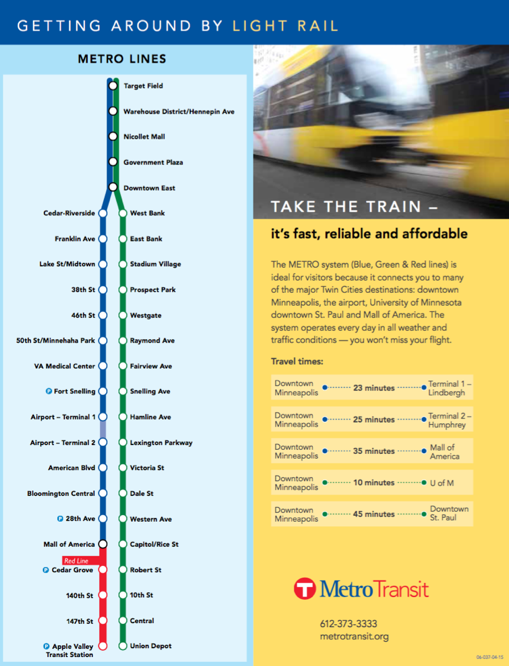 GETTING AROUND BY LIGHT RAIL
METRO LINES
Target Field
Warehouse District/Hennepin Ave
Nicollet Mall
Government Plaza
Downtown East
Cedar-Riverside
West Bank
Franklin Ave
East Bank
Lake St/Midtown
Stadium Village
38th St
Prospect Park
46th St
Westgate
50th St/Minnehaha Park
Raymond Ave
VA Medical Center
Fairview Ave
P Fort Snelling
Snelling Ave
Airport – Terminal 1
Hamline Ave
Airport – Terminal 2
Lexington Parkway
American Blvd
Victoria St
Bloomington Central
Dale St
P 28th Ave
Western Ave
Mall of America
Capitol/Rice St
Red Line
P Cedar Grove
Robert St
140th St
10th St
147th St
Central
P Apple Valley
Transit Station
Union Depot
TAKE THE TRAIN –
it's fast, reliable and affordable
The METRO system (Blue, Green & Red lines) is
ideal for visitors because it connects you to many
of the major Twin Cities destinations: downtown
Minneapolis, the airport, University of Minnesota
downtown St. Paul and Mall of America. The
system operates every day in all weather and
traffic conditions — you won't miss your flight.
Travel times:
Downtown
Minneapolis
23 minutes
Terminal 1 –
Lindbergh
Downtown
Minneapolis
25 minutes
Terminal 2 –
Humphrey
Downtown
Minneapolis
35 minutes
Mall of
America
Downtown
Minneapolis
10 minutes
U of M
Downtown
Minneapolis
45 minutes
Downtown
St. Paul
T MetroTransit
612-373-3333
metrotransit.org
06-037-04-15